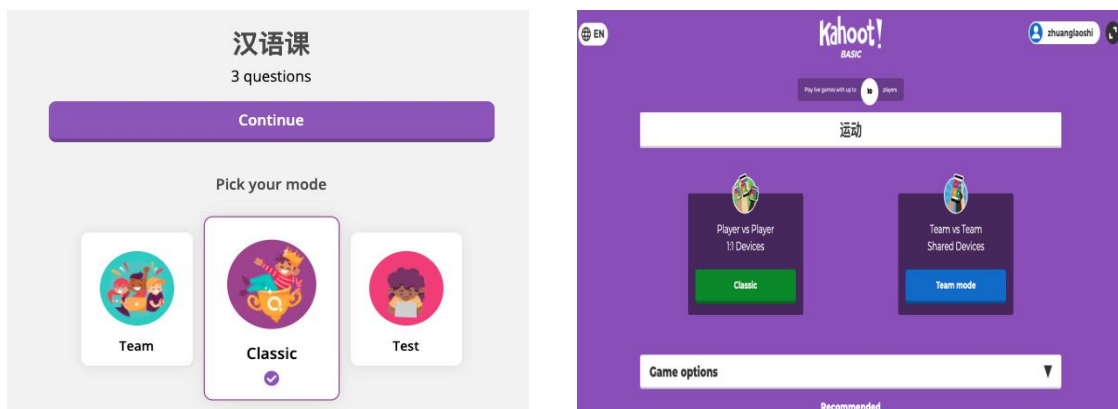 汉语课
3 questions
Continue
Pick your mode
Team
Classic
Test
EN
Kahoot!
BASIC
zhuanglaoshi
Play live games with up to 10 players
运动
Player vs Player
1:1 Devices
Classic
Team vs Team
Shared Devices
Team mode
Game options
Recommended